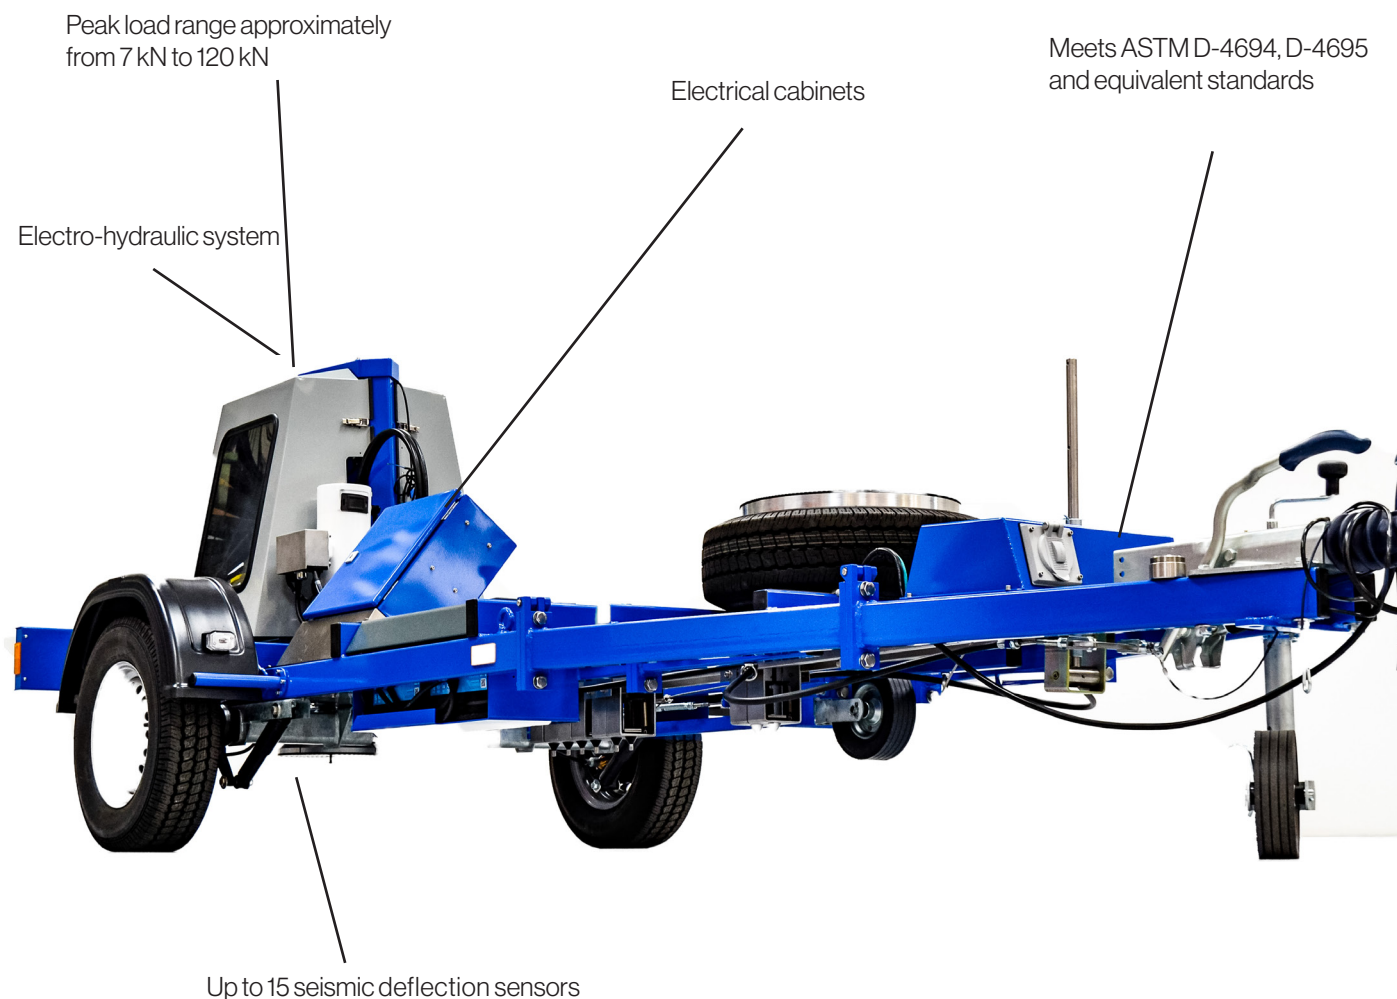 Peak load range approximately
from 7 kN to 120 kN
Meets ASTM D-4694, D-4695
and equivalent standards
Electrical cabinets
Electro-hydraulic system
Up to 15 seismic deflection sensors